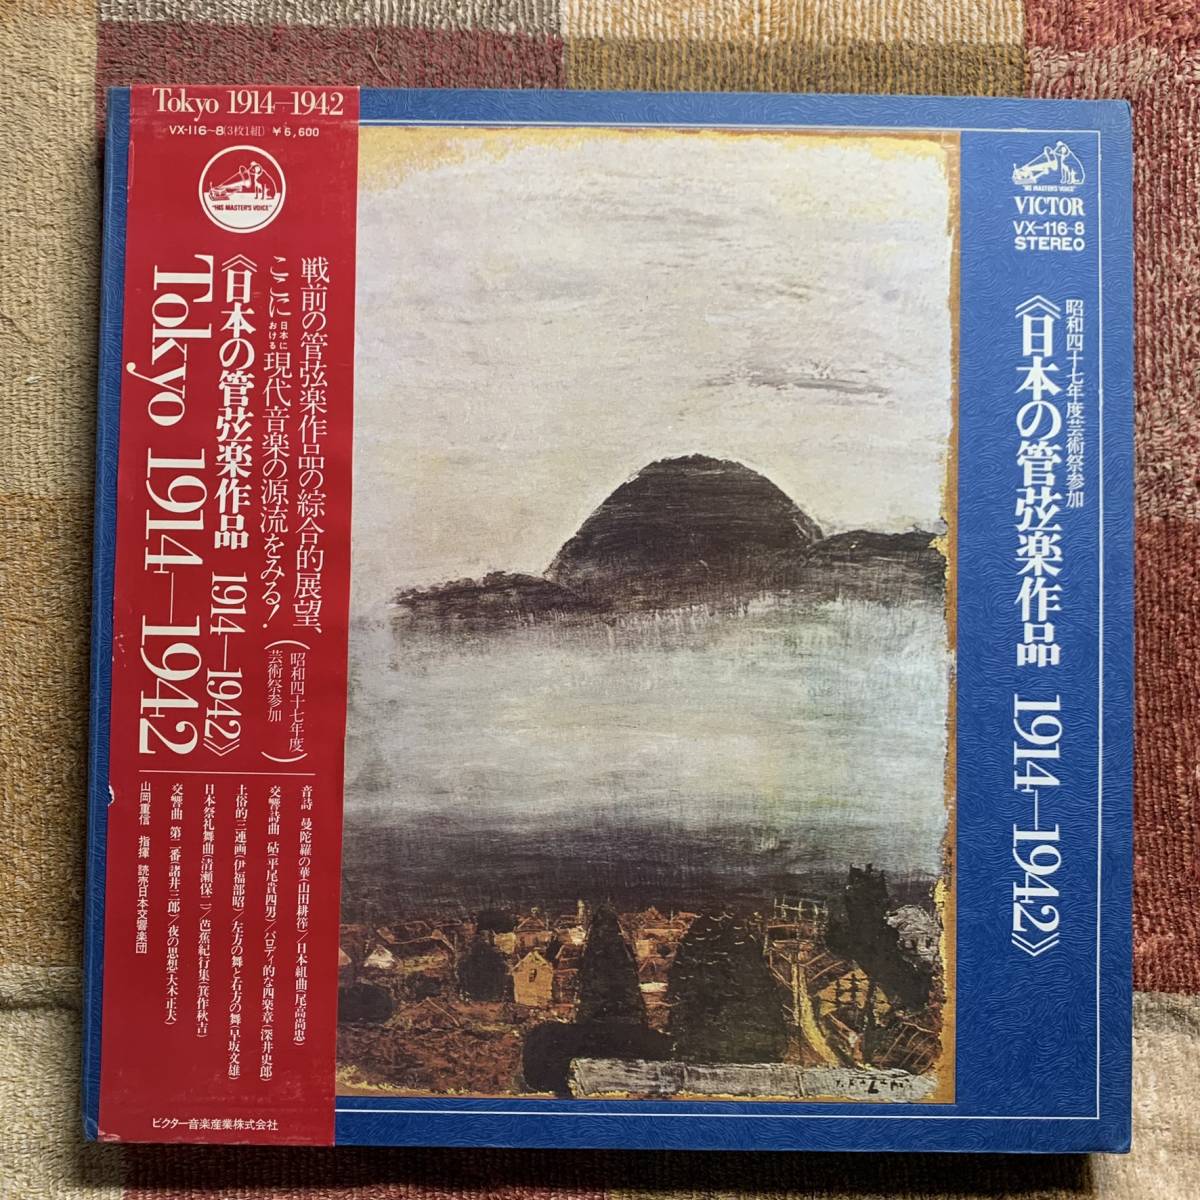 Tokyo 1914—1942
VX-116~8(3枚1組) ¥6,600
"HIS MASTER'S VOICE"
戦前の管弦楽作品の綜合的展望、
ここに日本における現代音楽の源流をみる!
(昭和四十七年度
芸術祭参加)
《日本の管弦楽作品 1914—1942》
Tokyo 1914—1942
音詩 曼陀羅の華(山田耕筰)/日本組曲(尾高尚忠)
交響詩曲 砧(平尾貴四男)/パロディ的な四楽章(深井史郎)
土俗的三連画(伊福部昭)/左方の舞と右方の舞(早坂文雄)
日本祭礼舞曲(清瀬保二)/芭蕉紀行集(箕作秋吉)
交響曲 第二番(諸井三郎)/夜の思想(大木正夫)
山岡重信 指揮 読売日本交響楽団
ビクター音楽産業株式会社
"HIS MASTER'S VOICE"
VICTOR
VX-116-8
STEREO
昭和四十七年度芸術祭参加
《日本の管弦楽作品 1914—1942》